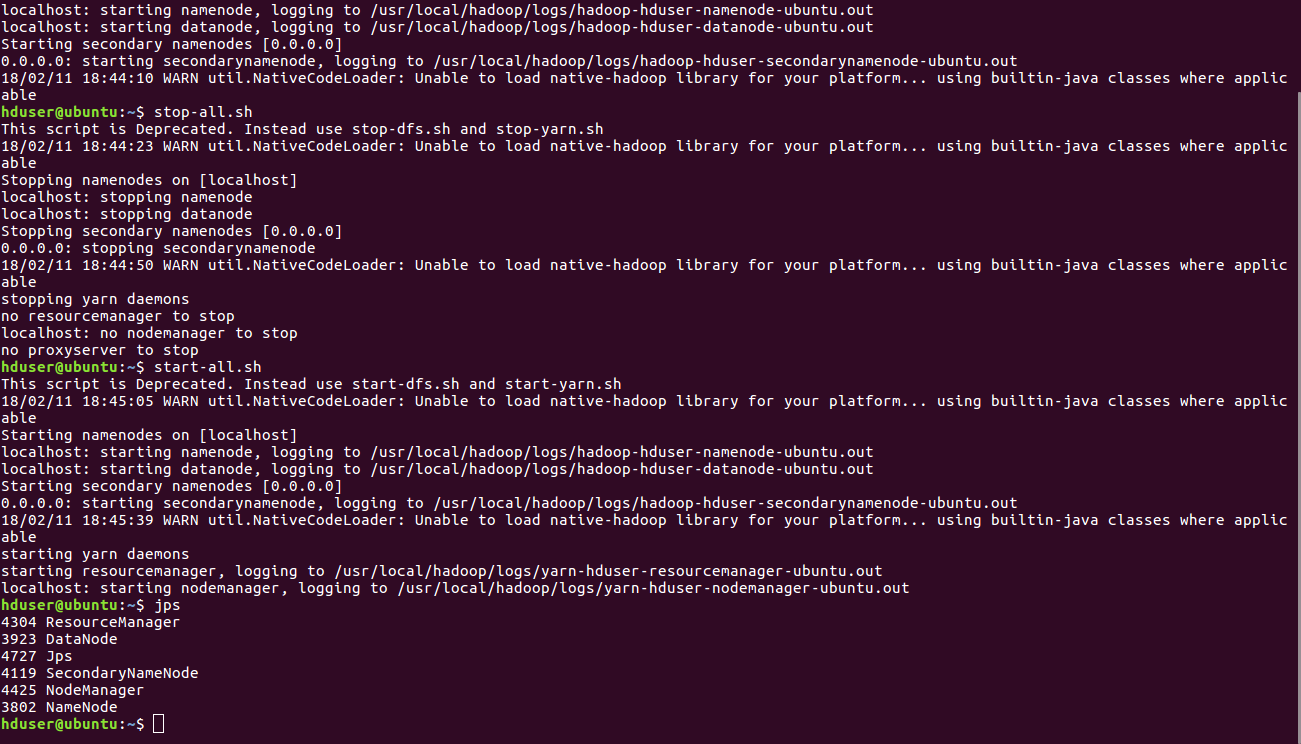 localhost: starting namenode, logging to /usr/local/hadoop/logs/hadoop-hduser-namenode-ubuntu.out
localhost: starting datanode, logging to /usr/local/hadoop/logs/hadoop-hduser-datanode-ubuntu.out
Starting secondary namenodes [0.0.0.0]
0.0.0.0: starting secondarynamenode, logging to /usr/local/hadoop/logs/hadoop-hduser-secondarynamenode-ubuntu.out
18/02/11 18:44:10 WARN util.NativeCodeLoader: Unable to load native-hadoop library for your platform... using builtin-java classes where applic
able
hduser@ubuntu:~$ stop-all.sh
This script is Deprecated. Instead use stop-dfs.sh and stop-yarn.sh
18/02/11 18:44:23 WARN util.NativeCodeLoader: Unable to load native-hadoop library for your platform... using builtin-java classes where applic
able
Stopping namenodes on [localhost]
localhost: stopping namenode
localhost: stopping datanode
Stopping secondary namenodes [0.0.0.0]
0.0.0.0: stopping secondarynamenode
18/02/11 18:44:50 WARN util.NativeCodeLoader: Unable to load native-hadoop library for your platform... using builtin-java classes where applic
able
stopping yarn daemons
no resourcemanager to stop
localhost: no nodemanager to stop
no proxyserver to stop
hduser@ubuntu:~$ start-all.sh
This script is Deprecated. Instead use start-dfs.sh and start-yarn.sh
18/02/11 18:45:05 WARN util.NativeCodeLoader: Unable to load native-hadoop library for your platform... using builtin-java classes where applic
able
Starting namenodes on [localhost]
localhost: starting namenode, logging to /usr/local/hadoop/logs/hadoop-hduser-namenode-ubuntu.out
localhost: starting datanode, logging to /usr/local/hadoop/logs/hadoop-hduser-datanode-ubuntu.out
Starting secondary namenodes [0.0.0.0]
0.0.0.0: starting secondarynamenode, logging to /usr/local/hadoop/logs/hadoop-hduser-secondarynamenode-ubuntu.out
18/02/11 18:45:39 WARN util.NativeCodeLoader: Unable to load native-hadoop library for your platform... using builtin-java classes where applic
able
starting yarn daemons
starting resourcemanager, logging to /usr/local/hadoop/logs/yarn-hduser-resourcemanager-ubuntu.out
localhost: starting nodemanager, logging to /usr/local/hadoop/logs/yarn-hduser-nodemanager-ubuntu.out
hduser@ubuntu:~$ jps
4304 ResourceManager
3923 DataNode
4727 Jps
4119 SecondaryNameNode
4425 NodeManager
3802 NameNode
hduser@ubuntu:~$